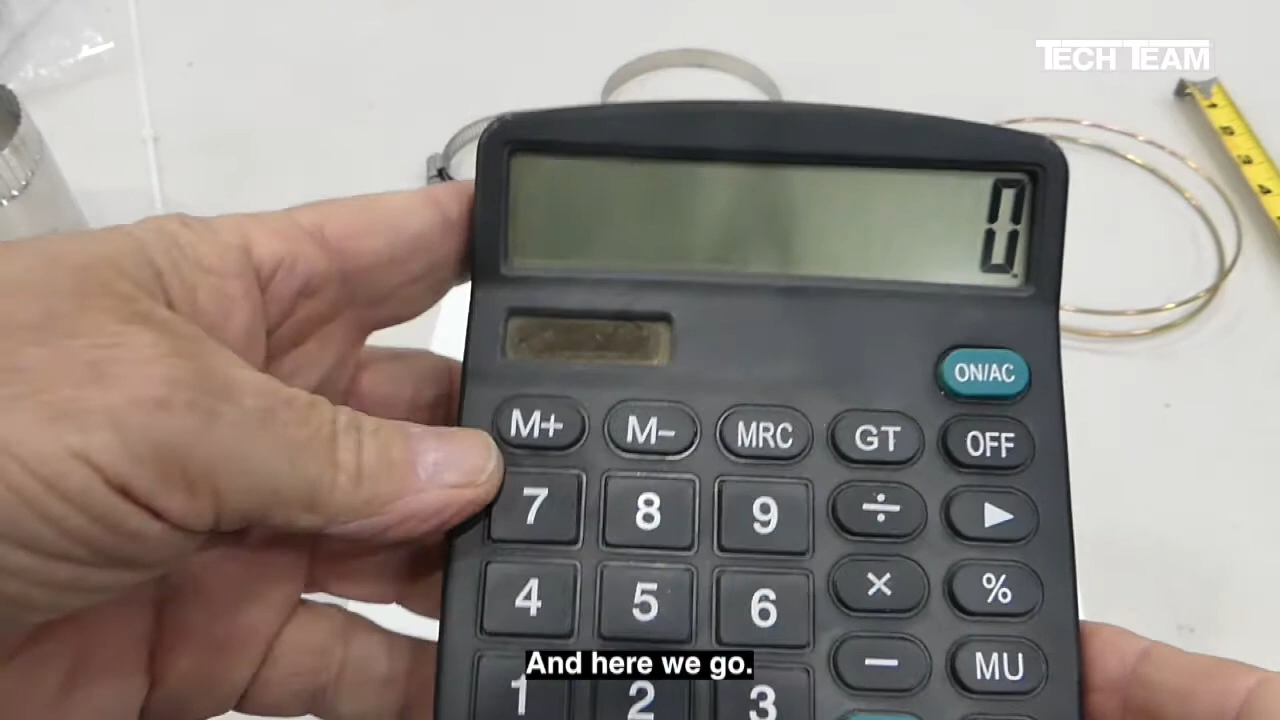 TECH TEAM
0.
ON/AC
M+ M- MRC GT OFF
7 8 9 ÷ ▶
4 5 6 × %
1 2 3 − MU
And here we go.